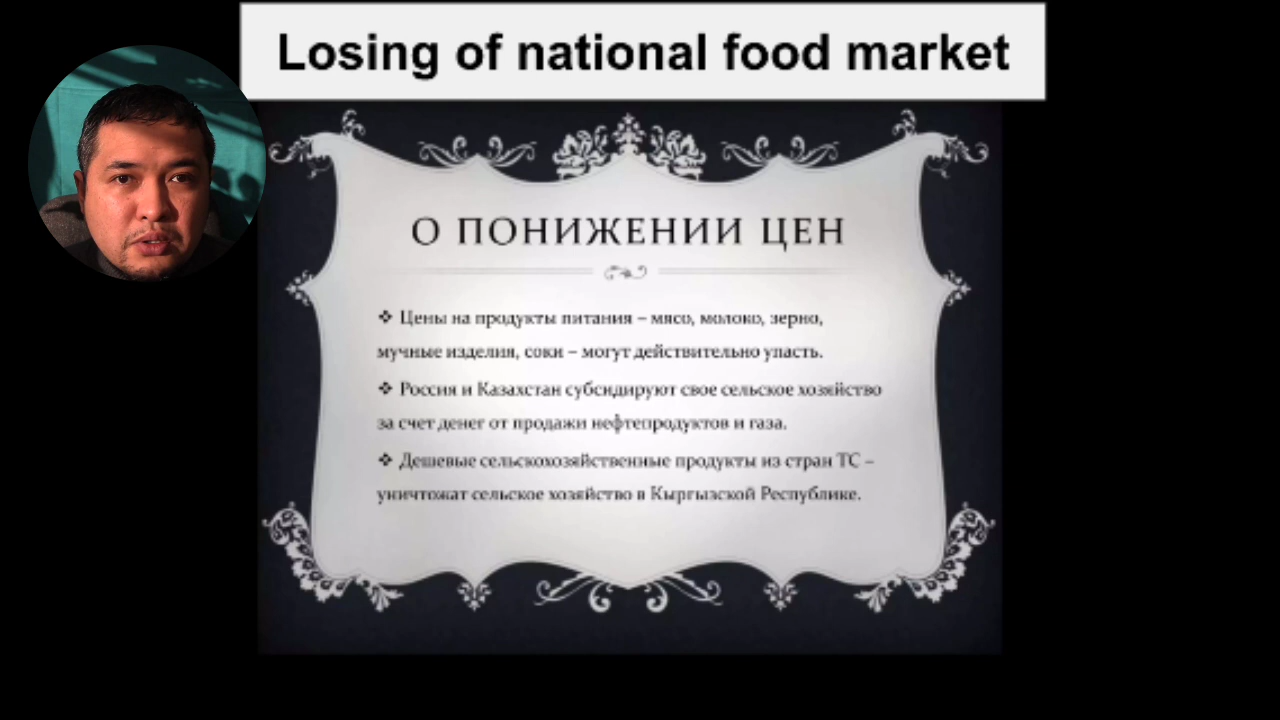 Losing of national food market
О ПОНИЖЕНИИ ЦЕН
❖ Цены на продукты питания – мясо, молоко, зерно,
мучные изделия, соки – могут действительно упасть.
❖ Россия и Казахстан субсидируют свое сельское хозяйство
за счет денег от продажи нефтепродуктов и газа.
❖ Дешевые сельскохозяйственные продукты из стран ТС –
уничтожат сельское хозяйство в Кыргызской Республике.